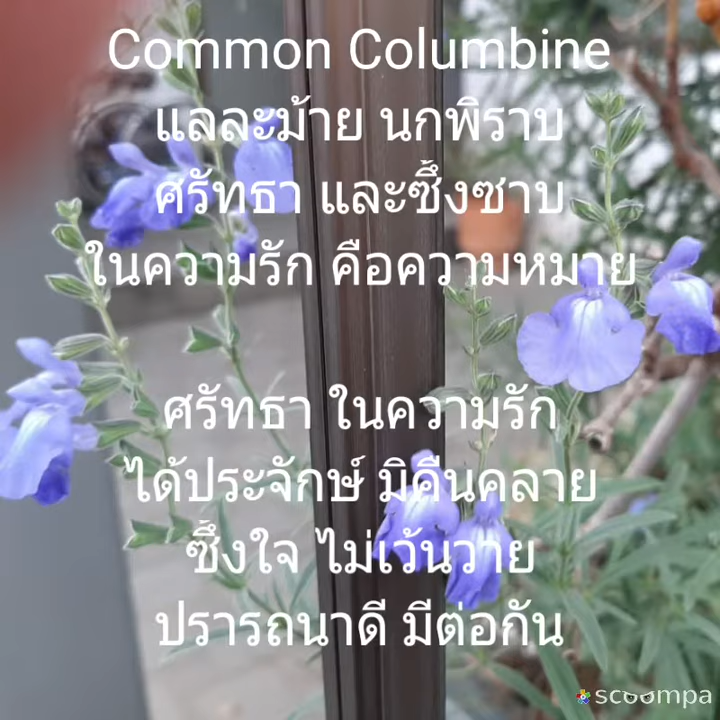 Common Columbine
แลละม้าย นกพิราบ
ศรัทธา และซึ้งซาบ
ในความรัก คือความหมาย
ศรัทธา ในความรัก
ได้ประจักษ์ มิคืนคลาย
ซึ้งใจ ไม่เว้นวาย
ปรารถนาดี มีต่อกัน
scoompa